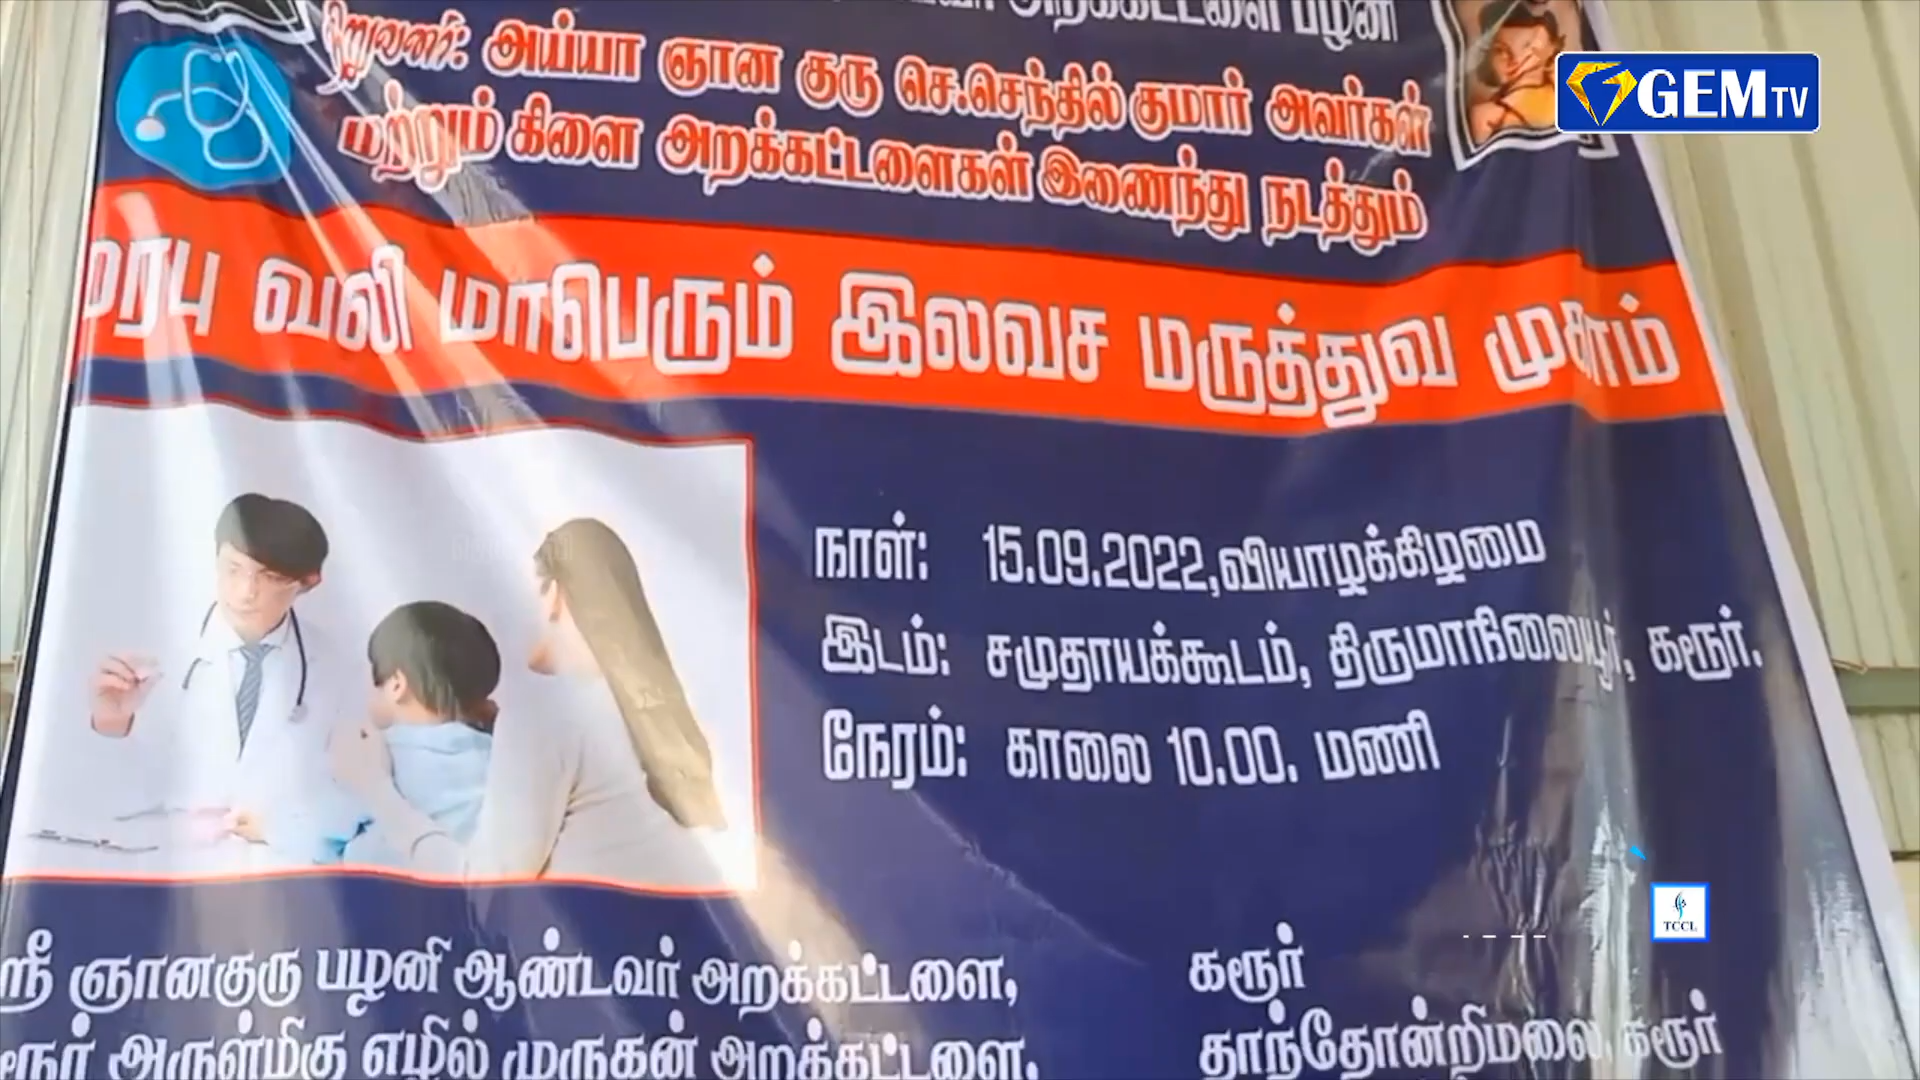 அறக்கட்டளை பழனி
நிறுவனர்: அய்யா ஞான குரு செ.செந்தில் குமார் அவர்கள்
மற்றும் கிளை அறக்கட்டளைகள் இணைந்து நடத்தும்
மரபு வலி மாபெரும் இலவச மருத்துவ முகாம்
நாள்: 15.09.2022,வியாழக்கிழமை
இடம்: சமுதாயக்கூடம், திருமாநிலையூர், கரூர்.
நேரம்: காலை 10.00. மணி
ஸ்ரீ ஞானகுரு பழனி ஆண்டவர் அறக்கட்டளை, கரூர்
அருள்மிகு எழில் முருகன் அறக்கட்டளை, தாந்தோன்றிமலை, கரூர்
GEM TV
TCCL